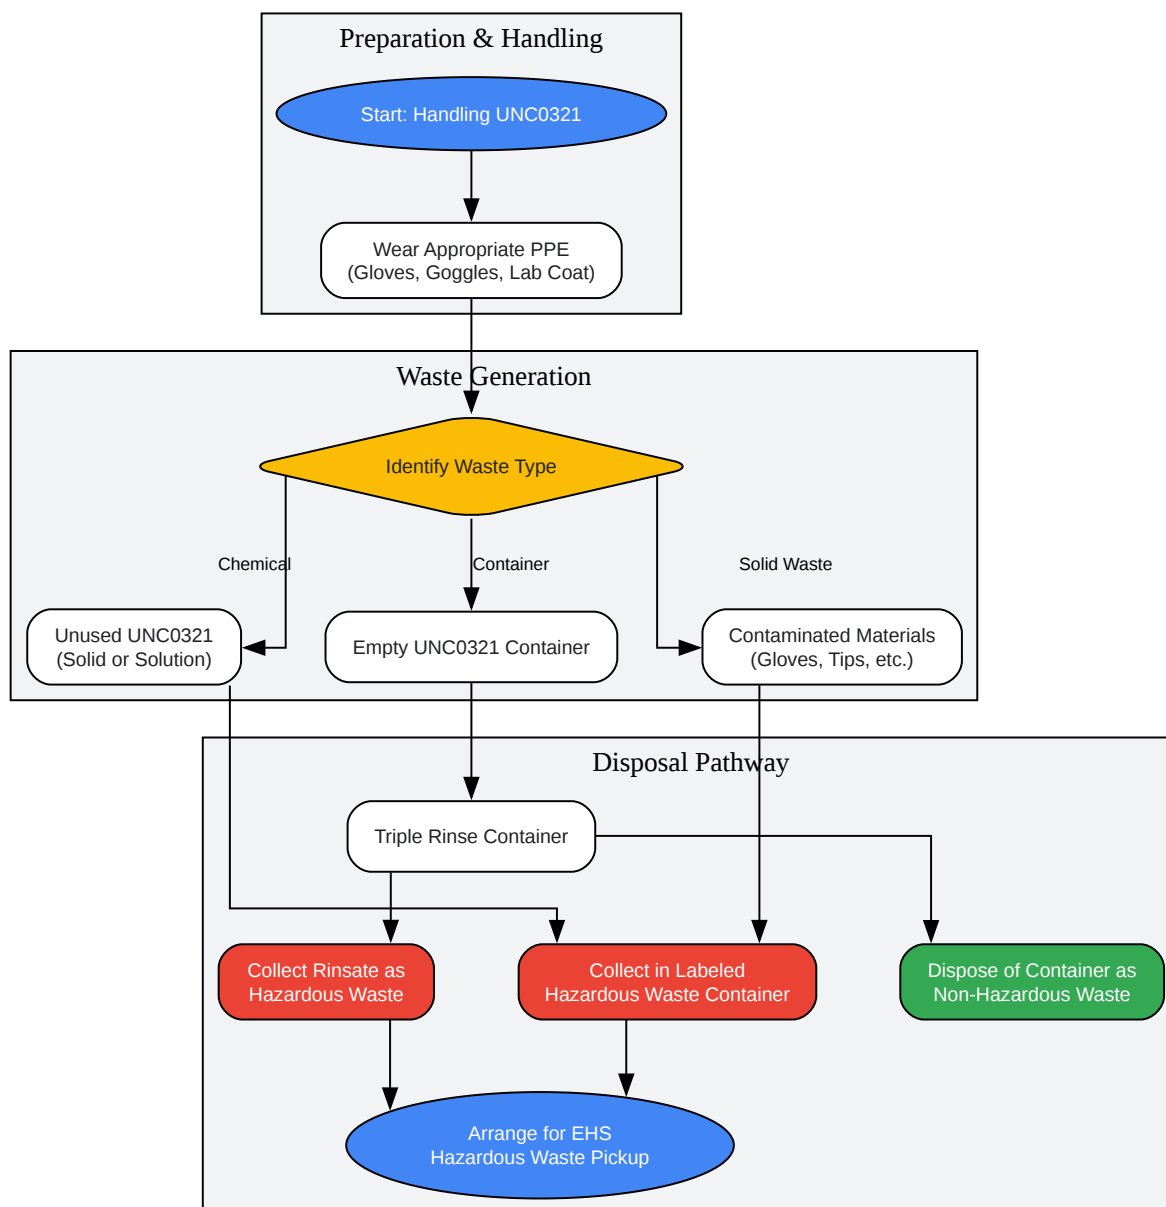 Preparation & Handling
Start: Handling UNC0321
Wear Appropriate PPE
(Gloves, Goggles, Lab Coat)
Waste Generation
Identify Waste Type
Chemical
Container
Solid Waste
Unused UNC0321
(Solid or Solution)
Empty UNC0321 Container
Contaminated Materials
(Gloves, Tips, etc.)
Disposal Pathway
Triple Rinse Container
Collect Rinsate as
Hazardous Waste
Collect in Labeled
Hazardous Waste Container
Dispose of Container as
Non-Hazardous Waste
Arrange for EHS
Hazardous Waste Pickup